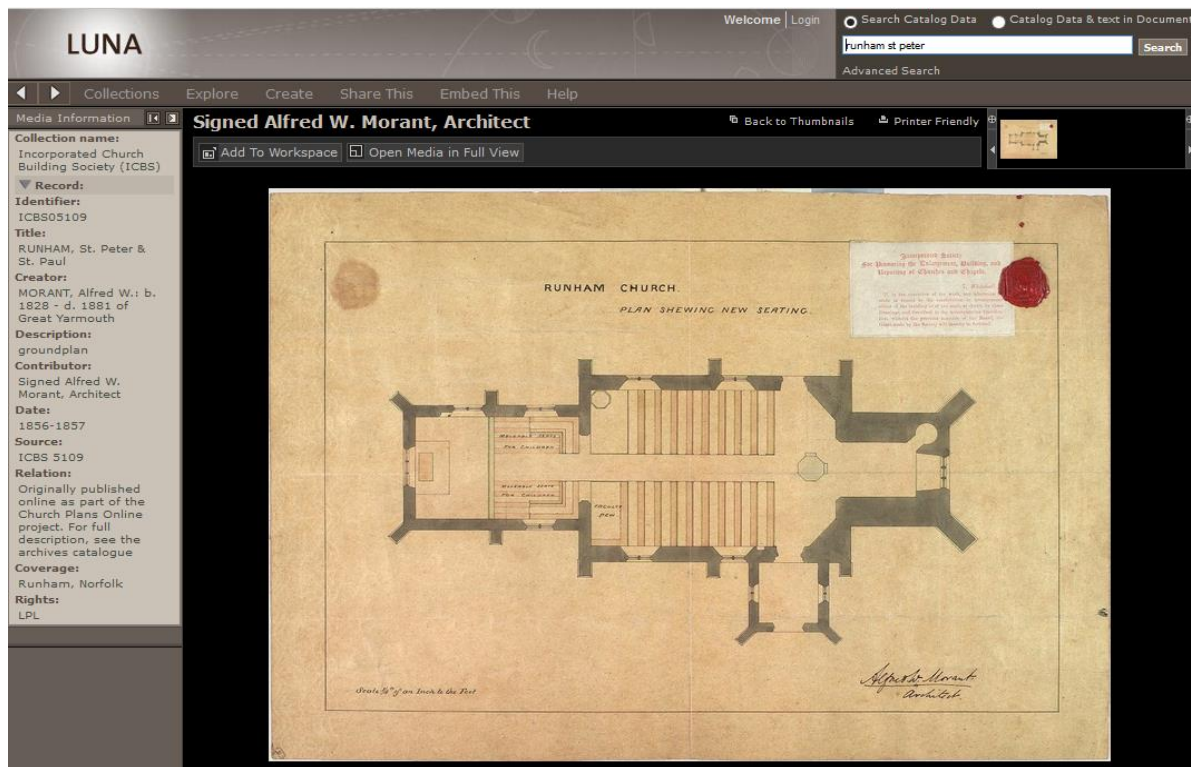 Welcome | Login
Search Catalog Data
Catalog Data & text in Document
LUNA
runham st peter
Search
Advanced Search
Collections
Explore
Create
Share This
Embed This
Help
Media Information
Collection name:
Incorporated Church
Building Society (ICBS)
Record:
Identifier:
ICBS05109
Title:
RUNHAM, St. Peter &
St. Paul
Creator:
MORANT, Alfred W.: b.
1828 - d. 1881 of
Great Yarmouth
Description:
groundplan
Contributor:
Signed Alfred W.
Morant, Architect
Date:
1856-1857
Source:
ICBS 5109
Relation:
Originally published
online as part of the
Church Plans Online
project. For full
description, see the
archives catalogue
Coverage:
Runham, Norfolk
Rights:
LPL
Signed Alfred W. Morant, Architect
Back to Thumbnails
Printer Friendly
Add To Workspace
Open Media in Full View
Incorporated Society
For Promoting the Enlargement, Building, and
Repairing of Churches and Chapels.
RUNHAM CHURCH.
PLAN SHEWING NEW SEATING.
MOVEABLE SEATS
FOR CHILDREN
MOVEABLE SEATS
FOR CHILDREN
PEW
Scale of an Inch to the Foot
Alfred W. Morant
Architect.